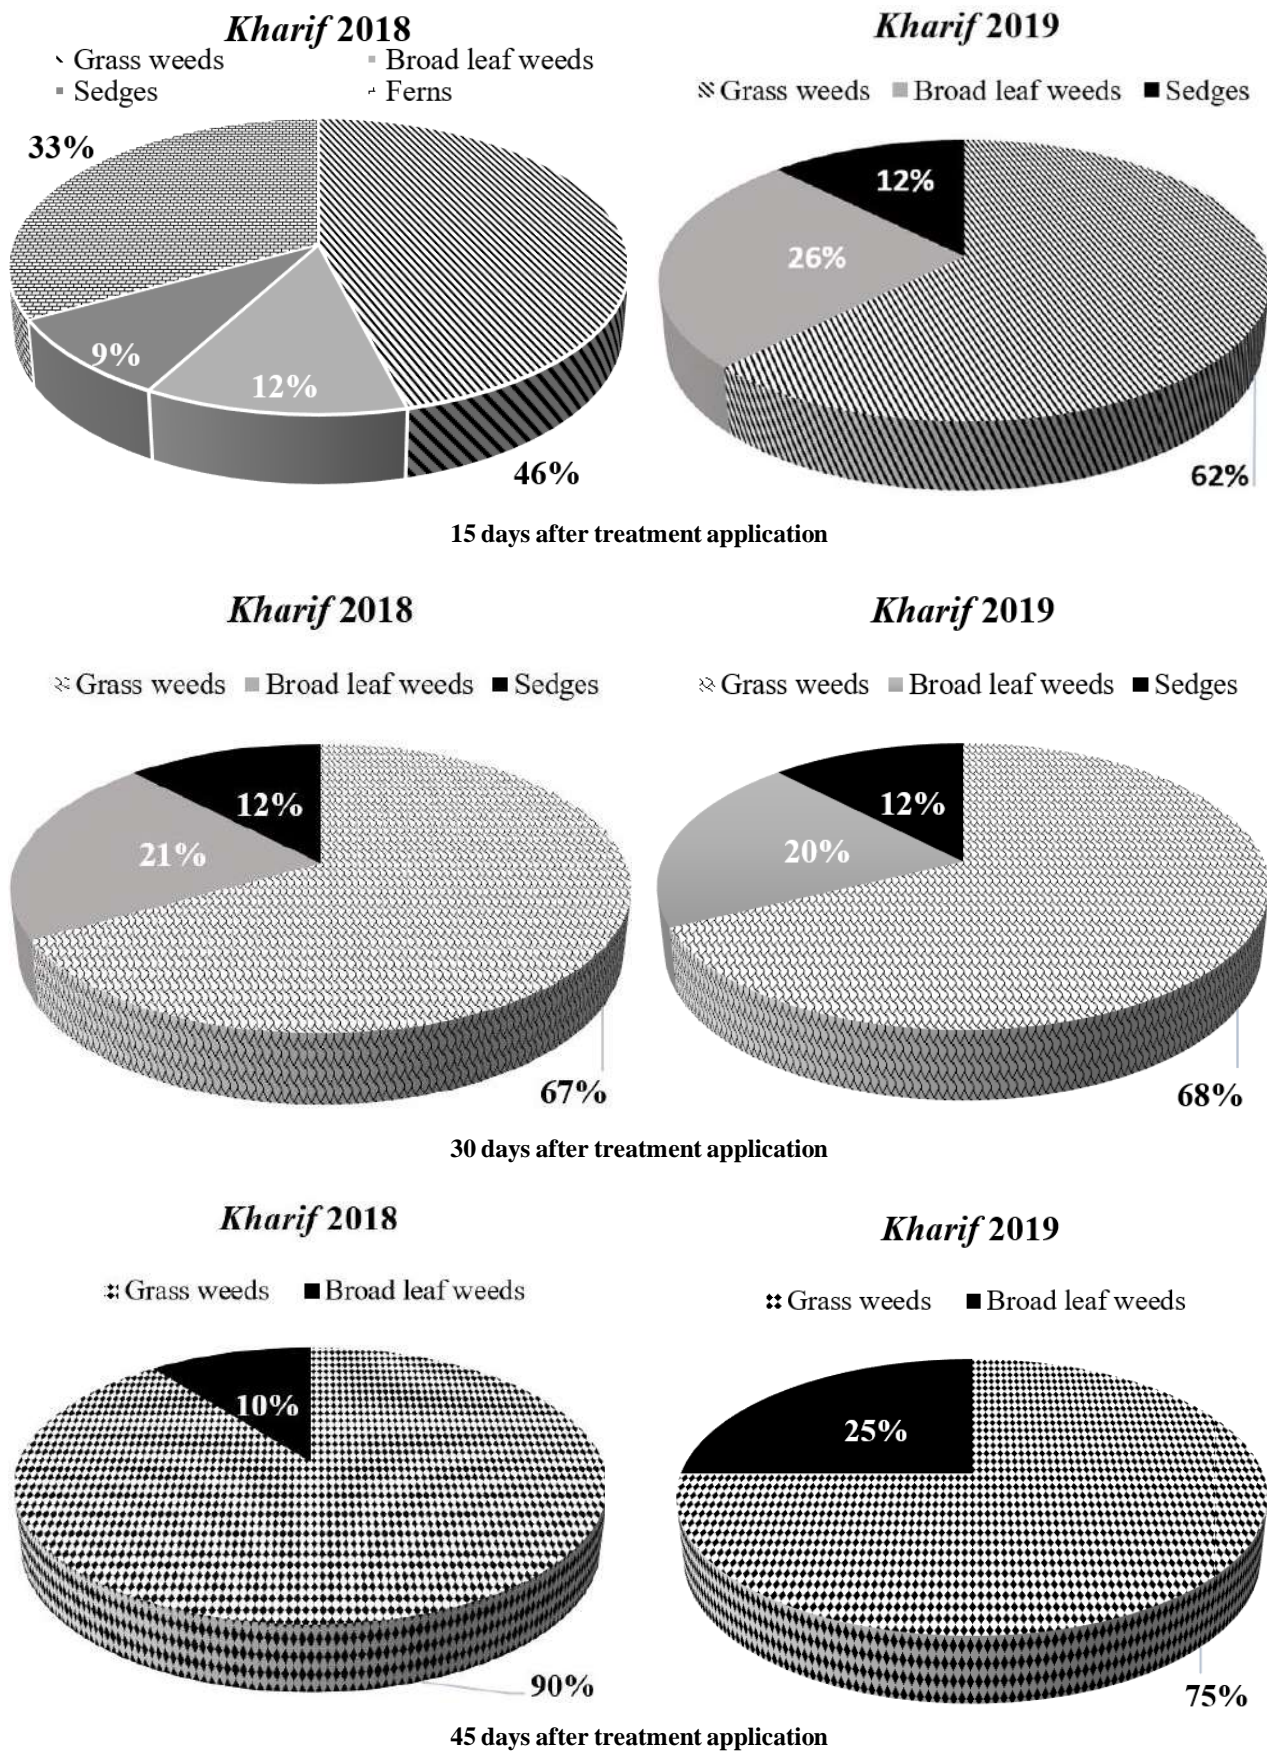 Kharif 2018
Grass weeds Broad leaf weeds
Sedges Ferns
33%
9%
12%
46%
Kharif 2019
Grass weeds Broad leaf weeds Sedges
12%
26%
62%
15 days after treatment application
Kharif 2018
Grass weeds Broad leaf weeds Sedges
12%
21%
67%
Kharif 2019
Grass weeds Broad leaf weeds Sedges
12%
20%
68%
30 days after treatment application
Kharif 2018
Grass weeds Broad leaf weeds
10%
90%
Kharif 2019
Grass weeds Broad leaf weeds
25%
75%
45 days after treatment application